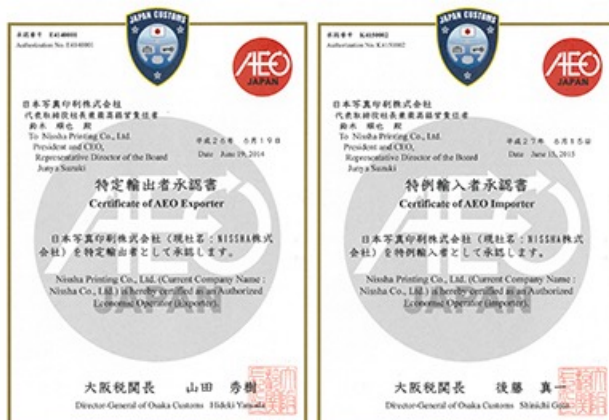 JAPAN CUSTOMS
承認番号 E4140001
Authorization No. E4140001
AEO
JAPAN
日本写真印刷株式会社
代表取締役社長兼最高経営責任者
鈴木 順也 殿
To Nissha Printing Co., Ltd.
President and CEO,
Representative Director of the Board
Junya Suzuki
平成26年 6月19日
Date June 19, 2014
特定輸出者承認書
Certificate of AEO Exporter
日本写真印刷株式会社（現社名：NISSHA株式
会社）を特定輸出者として承認します。
Nissha Printing Co., Ltd. (Current Company Name :
Nissha Co., Ltd.) is hereby certified as an Authorized
Economic Operator (Exporter).
AEO
JAPAN
大阪税関長 山田 秀樹
Director-General of Osaka Customs Hideki Yamada
JAPAN CUSTOMS
承認番号 K4150002
Authorization No. K4150002
AEO
JAPAN
日本写真印刷株式会社
代表取締役社長兼最高経営責任者
鈴木 順也 殿
To Nissha Printing Co., Ltd.
President and CEO,
Representative Director of the Board
Junya Suzuki
平成27年 6月15日
Date June 15, 2015
特例輸入者承認書
Certificate of AEO Importer
日本写真印刷株式会社（現社名：NISSHA株式
会社）を特例輸入者として承認します。
Nissha Printing Co., Ltd. (Current Company Name :
Nissha Co., Ltd.) is hereby certified as an Authorized
Economic Operator (Importer).
AEO
JAPAN
大阪税関長 後藤 真一
Director-General of Osaka Customs Shinichi Goto